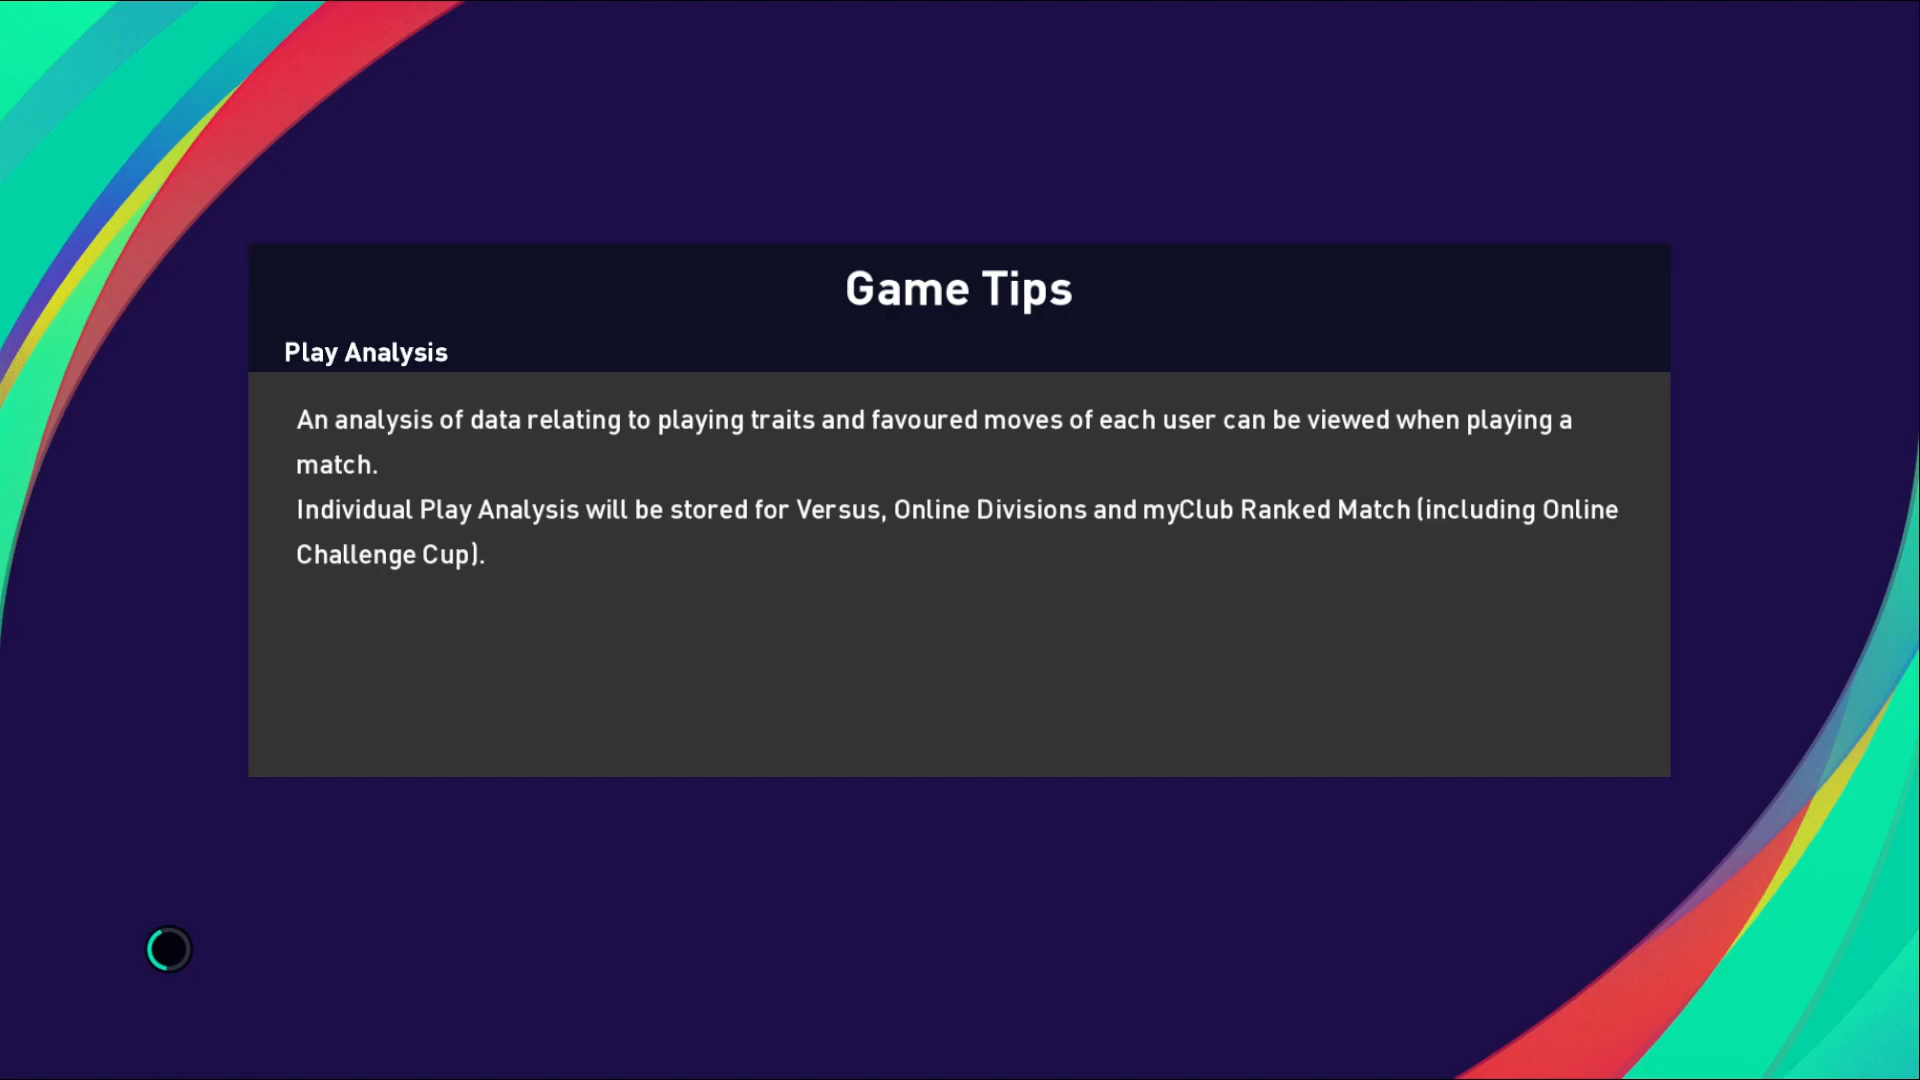 Game Tips
Play Analysis
An analysis of data relating to playing traits and favoured moves of each user can be viewed when playing a
match.
Individual Play Analysis will be stored for Versus, Online Divisions and myClub Ranked Match (including Online
Challenge Cup).